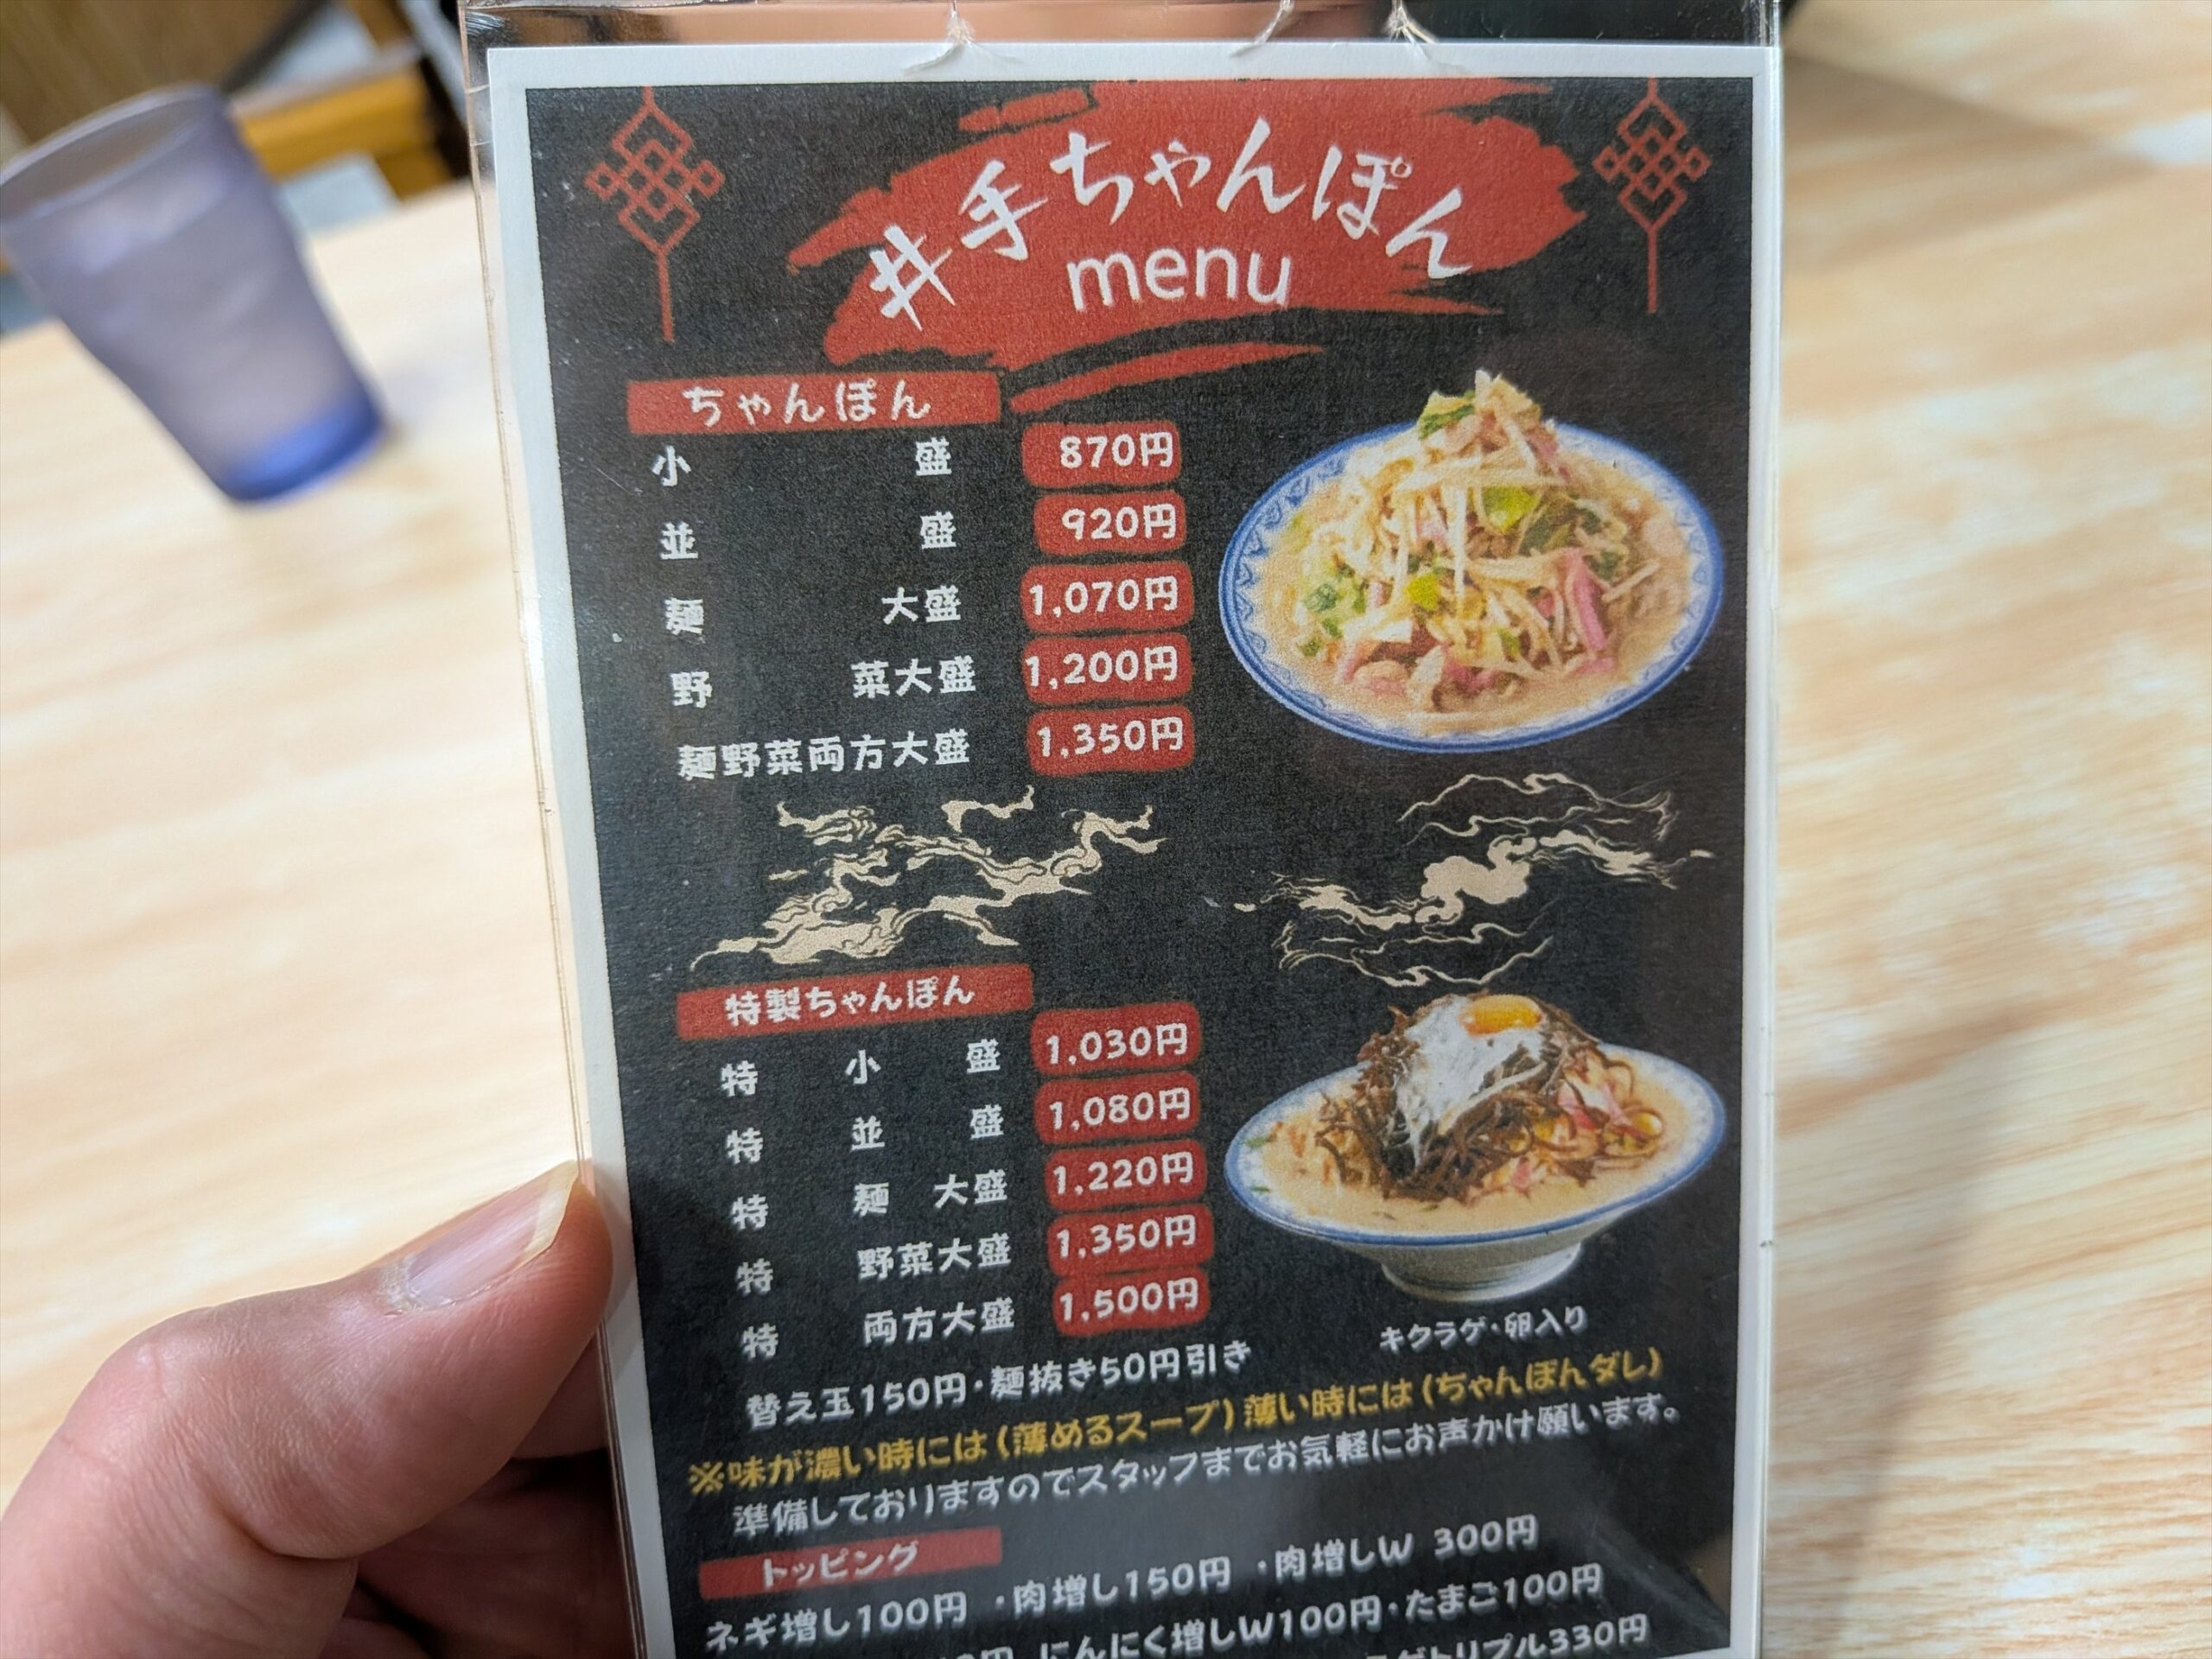 井手ちゃんぽん
menu
ちゃんぽん
小盛 870円
並盛 920円
麺大盛 1,070円
野菜大盛 1,200円
麺野菜両方大盛 1,350円
特製ちゃんぽん
特小盛 1,030円
特並盛 1,080円
特麺大盛 1,220円
特野菜大盛 1,350円
特両方大盛 1,500円
キクラゲ・卵入り
替え玉150円・麺抜き50円引き
※味が濃い時には(薄めるスープ)薄い時には(ちゃんぽんダレ)
準備しておりますのでスタッフまでお気軽にお声かけ願います。
トッピング
ネギ増し100円 ・肉増し150円 ・肉増しW 300円
にんにく増しW100円・たまご100円
トリプル330円